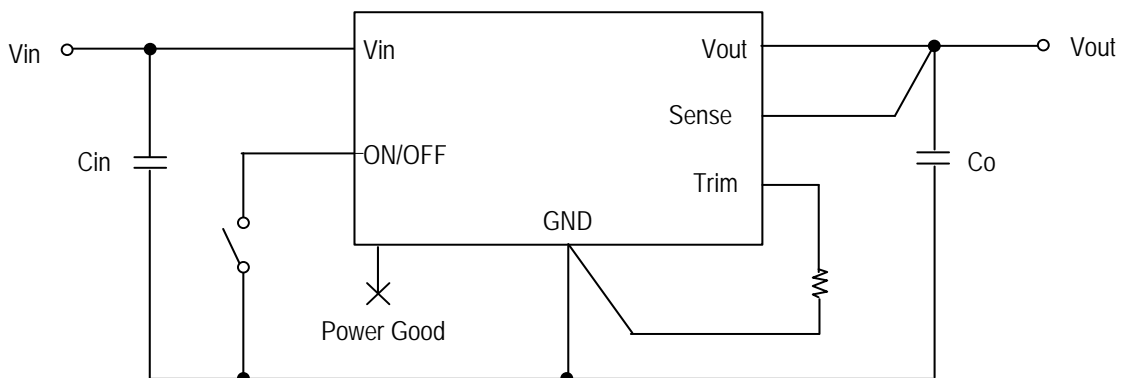 Vin
Vin
Vout
Vout
Sense
Cin
ON/OFF
Co
Trim
GND
Power Good